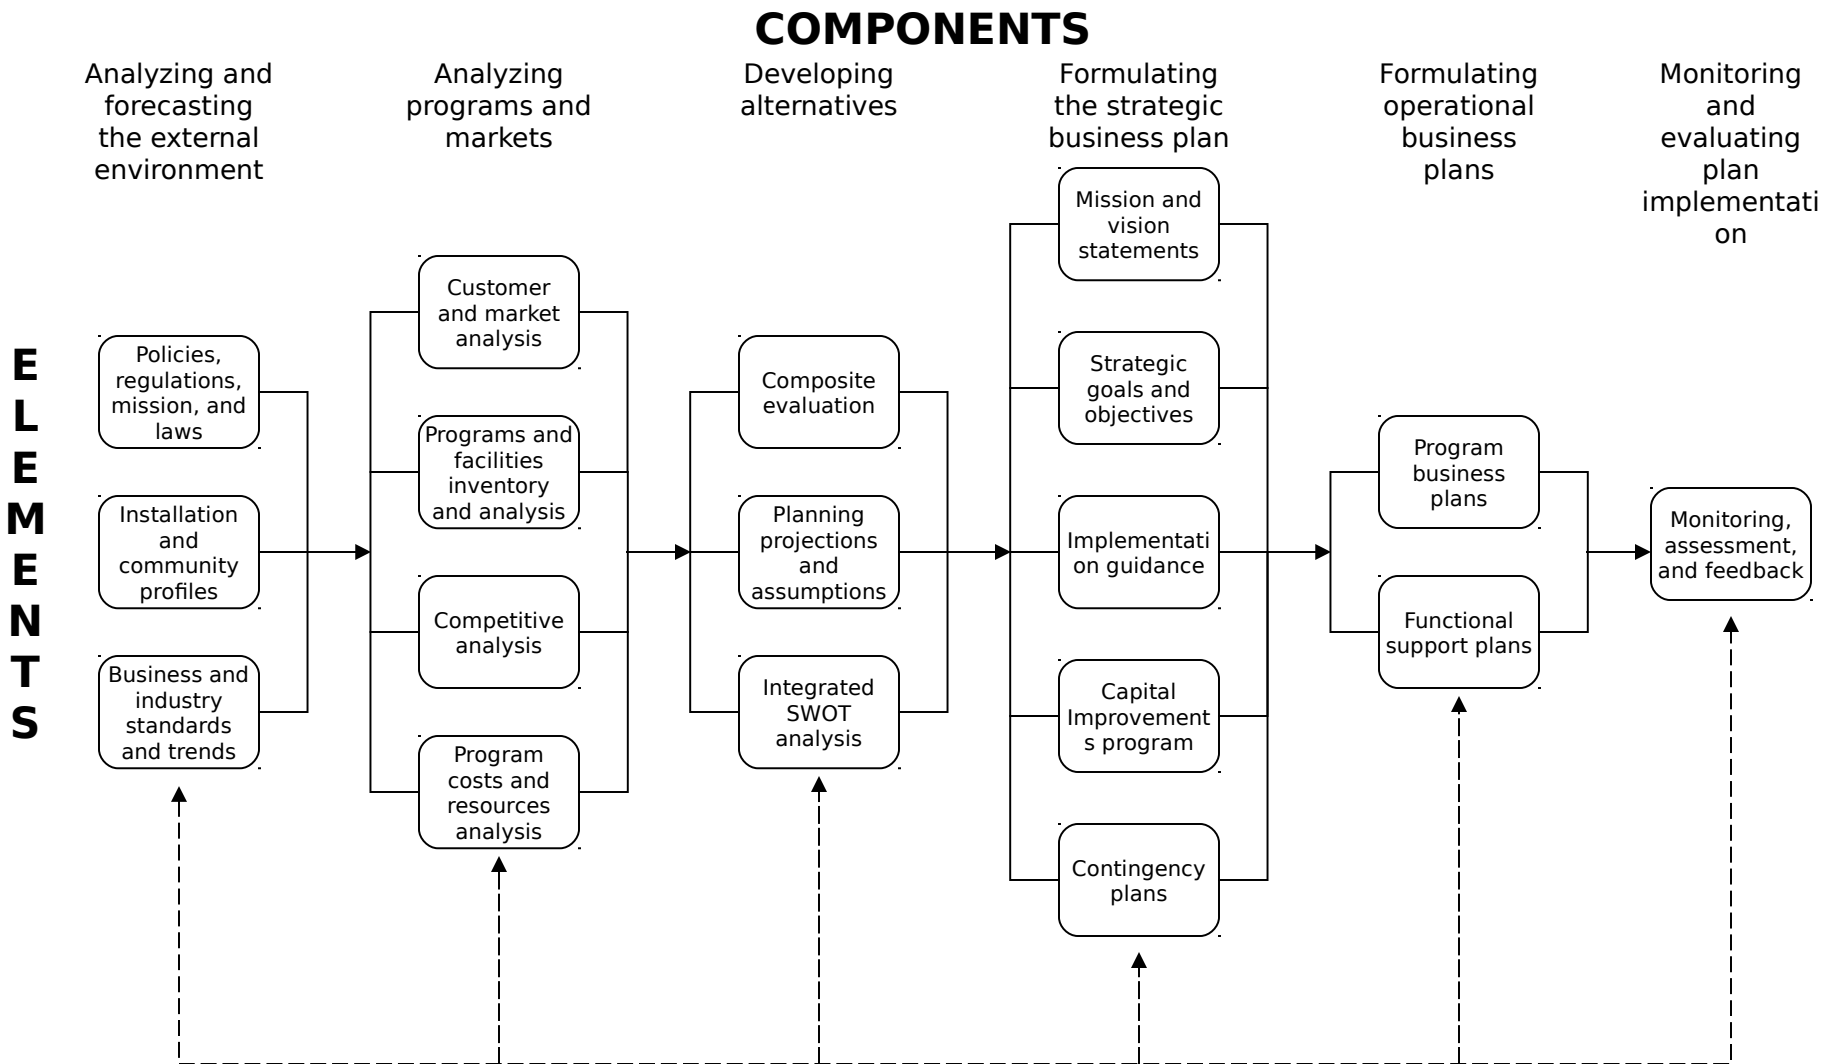 COMPONENTS
Analyzing and
forecasting
the external
environment
Analyzing
programs and
markets
Developing
alternatives
Formulating
the strategic
business plan
Formulating
operational
business
plans
Monitoring
and
evaluating
plan
implementati
on
E
L
E
M
E
N
T
S
Policies,
regulations,
mission, and
laws
Installation
and
community
profiles
Business and
industry
standards
and trends
Customer
and market
analysis
Programs and
facilities
inventory
and analysis
Competitive
analysis
Program
costs and
resources
analysis
Composite
evaluation
Planning
projections
and
assumptions
Integrated
SWOT
analysis
Mission and
vision
statements
Strategic
goals and
objectives
Implementati
on guidance
Capital
Improvement
s program
Contingency
plans
Program
business
plans
Functional
support plans
Monitoring,
assessment,
and feedback